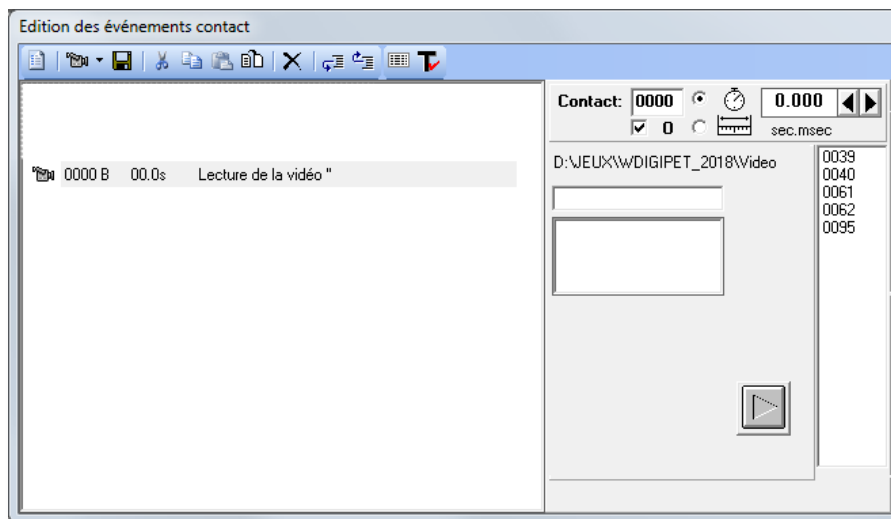 Edition des événements contact
Contact: 0000 0.000
0 sec.msec
0000 B 00.0s Lecture de la vidéo ''
D:\JEUX\WDIGIPET_2018\Video
0039
0040
0061
0062
0095